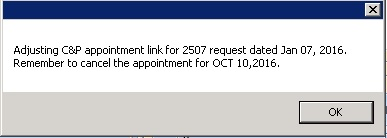 Adjusting C&P appointment link for 2507 request dated Jan 07, 2016.
Remember to cancel the appointment for OCT 10,2016.
OK